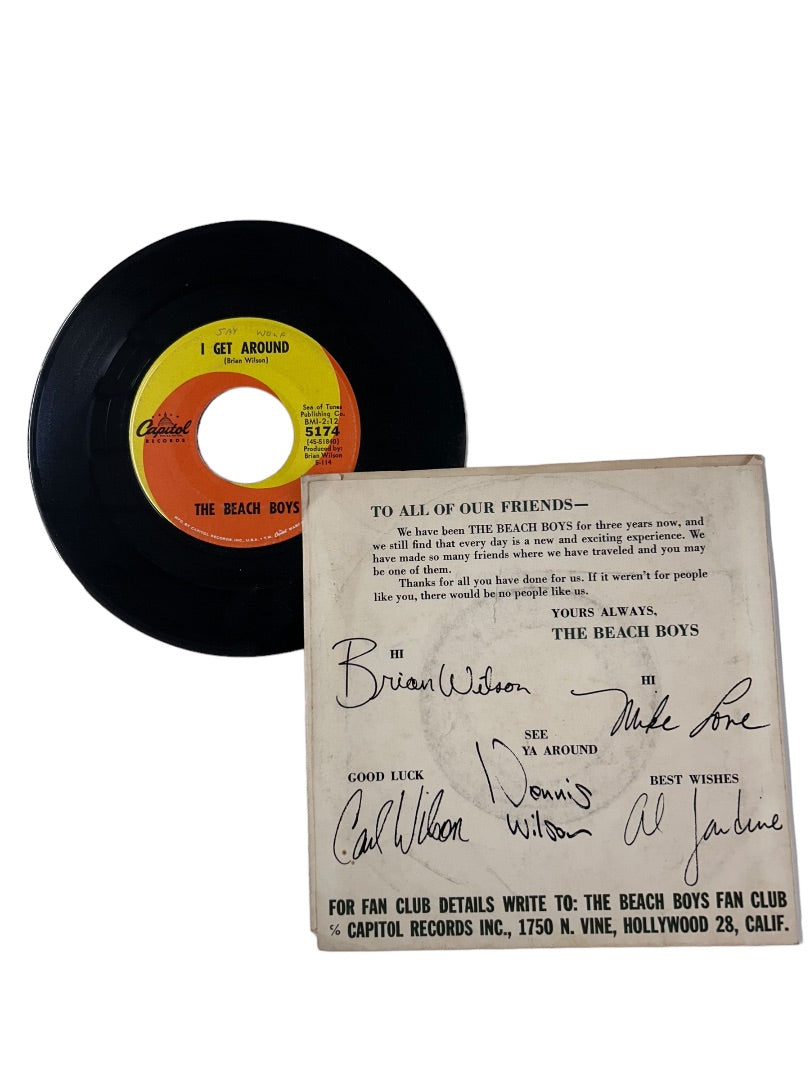 JAY WOLF
I GET AROUND
(Brian Wilson)
Capitol
RECORDS
Sea of Tunes
Publishing Co.
BMI-2:12
5174
(45-51840)
Produced by:
Brian Wilson
B-114
THE BEACH BOYS
MFG. BY CAPITOL RECORDS, INC., U.S.A. • T.M.
TO ALL OF OUR FRIENDS—
We have been THE BEACH BOYS for three years now, and
we still find that every day is a new and exciting experience. We
have made so many friends where we have traveled and you may
be one of them.
Thanks for all you have done for us. If it weren't for people
like you, there would be no people like us.
YOURS ALWAYS,
THE BEACH BOYS
HI
Brian Wilson
HI
Mike Love
SEE
YA AROUND
Dennis
Wilson
GOOD LUCK
Carl Wilson
BEST WISHES
Al Jardine
FOR FAN CLUB DETAILS WRITE TO: THE BEACH BOYS FAN CLUB
c/o CAPITOL RECORDS INC., 1750 N. VINE, HOLLYWOOD 28, CALIF.